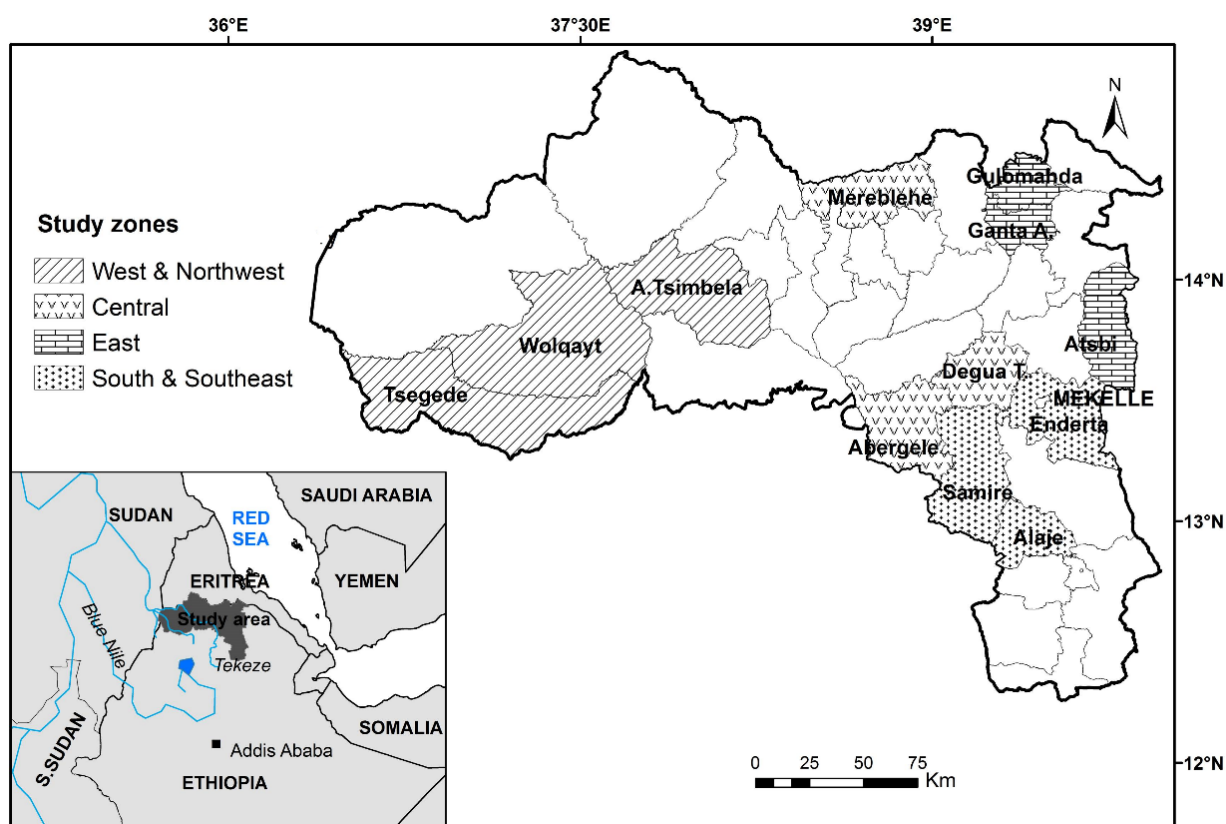 36°E
37°30'E
39°E
N
Gulomahda
Mereblehe
Ganta A.
Study zones
West & Northwest
Central
East
South & Southeast
14°N
A.Tsimbela
Wolqayt
Atsbi
Degua T.
Tsegede
MEKELLE
Enderta
Abergele
Samire
13°N
Alaje
SAUDI ARABIA
SUDAN
RED
SEA
ERITREA
YEMEN
Study area
Blue Nile
Tekeze
SOMALIA
S.SUDAN
Addis Ababa
ETHIOPIA
0 25 50 75
Km
12°N